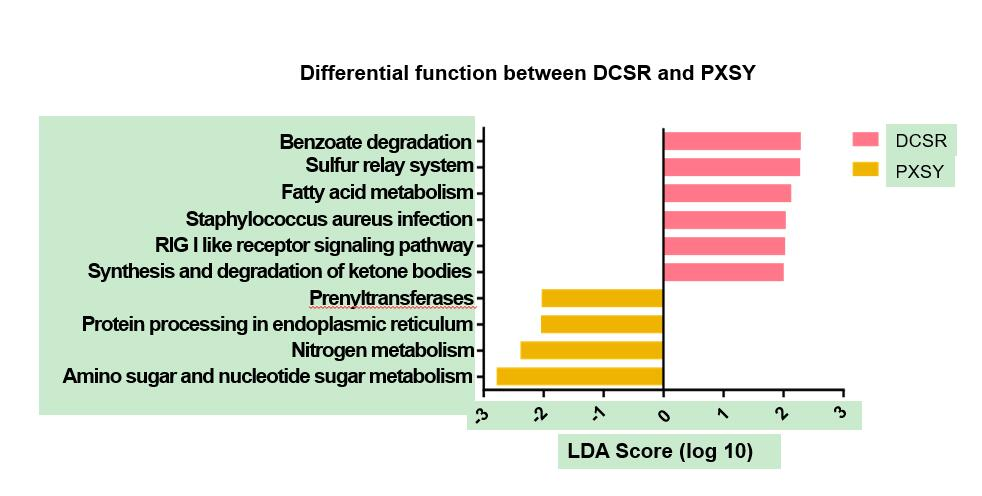 Differential function between DCSR and PXSY
Benzoate degradation
Sulfur relay system
Fatty acid metabolism
Staphylococcus aureus infection
RIG I like receptor signaling pathway
Synthesis and degradation of ketone bodies
Prenyltransferases
Protein processing in endoplasmic reticulum
Nitrogen metabolism
Amino sugar and nucleotide sugar metabolism
DCSR
PXSY
-3 -2 -1 0 1 2 3
LDA Score (log 10)